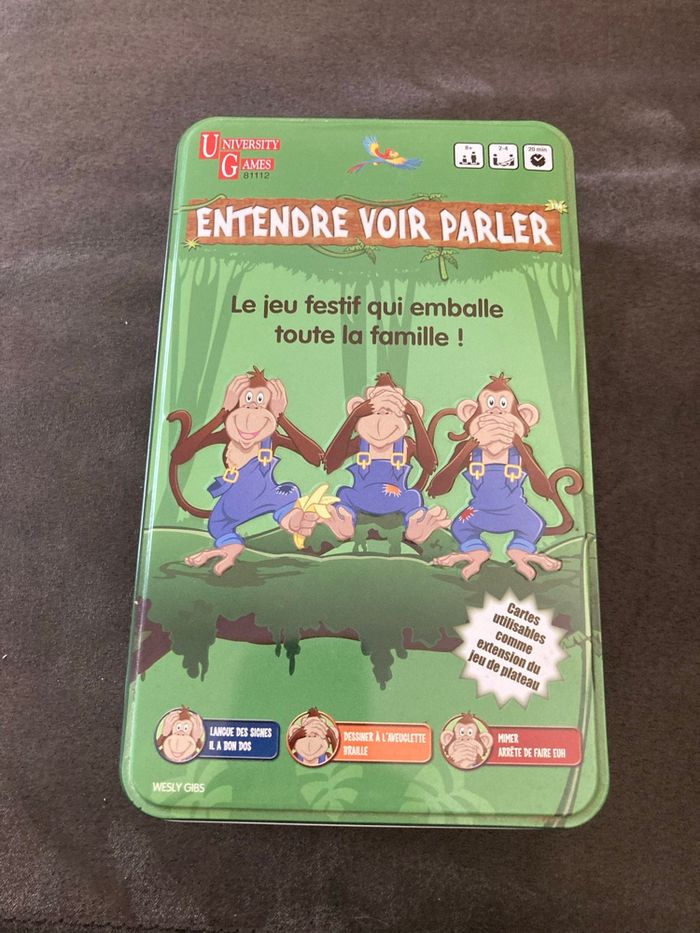 UNIVERSITY
GAMES
81112
8+
2-4
20 min
ENTENDRE VOIR PARLER™
Le jeu festif qui emballe
toute la famille !
Cartes
utilisables
comme
extension du
jeu de plateau
LANGUE DES SIGNES
IL A BON DOS
DESSINER À L'AVEUGLETTE
BRAILLE
MIMER
ARRÊTE DE FAIRE EUH
WESLY GIBS